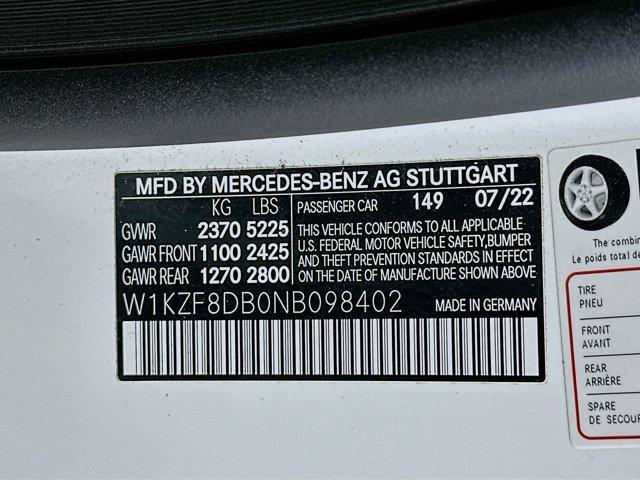 MFD BY MERCEDES-BENZ AG STUTTGART
KG LBS
GWR 2370 5225
GAWR FRONT 1100 2425
GAWR REAR 1270 2800
PASSENGER CAR 149 07/22
THIS VEHICLE CONFORMS TO ALL APPLICABLE
U.S. FEDERAL MOTOR VEHICLE SAFETY,BUMPER
AND THEFT PREVENTION STANDARDS IN EFFECT
ON THE DATE OF MANUFACTURE SHOWN ABOVE
W1KZF8DB0NB098402 MADE IN GERMANY
The combin
Le poids total de
TIRE
PNEU
FRONT
AVANT
REAR
ARRIÈRE
SPARE
DE SECOUR